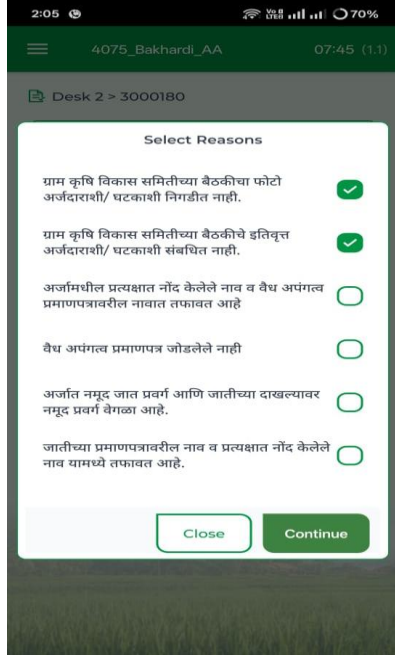 2:05
Vo 8 LTE8 70%
4075_Bakhardi_AA 07:45 (1.1)
Desk 2 > 3000180
Select Reasons
ग्राम कृषि विकास समितीच्या बैठकीचा फोटो
अर्जदाराशी/ घटकाशी निगडीत नाही.
ग्राम कृषि विकास समितीच्या बैठकीचे इतिवृत्त
अर्जदाराशी/ घटकाशी संबधित नाही.
अर्जामधील प्रत्यक्षात नोंद केलेले नाव व वैध अपंगत्व
प्रमाणपत्रावरील नावात तफावत आहे
वैध अपंगत्व प्रमाणपत्र जोडलेले नाही
अर्जात नमूद जात प्रवर्ग आणि जातीच्या दाखल्यावर
नमूद प्रवर्ग वेगळा आहे.
जातीच्या प्रमाणपत्रावरील नाव व प्रत्यक्षात नोंद केलेले
नाव यामध्ये तफावत आहे.
Close Continue